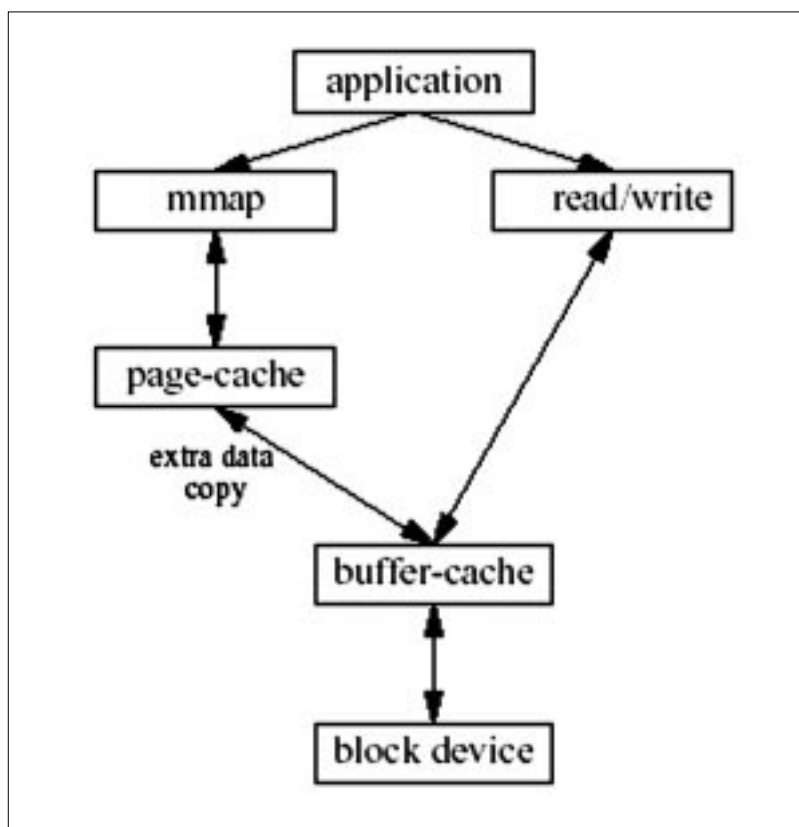 application
mmap
read/write
page-cache
extra data
copy
buffer-cache
block device